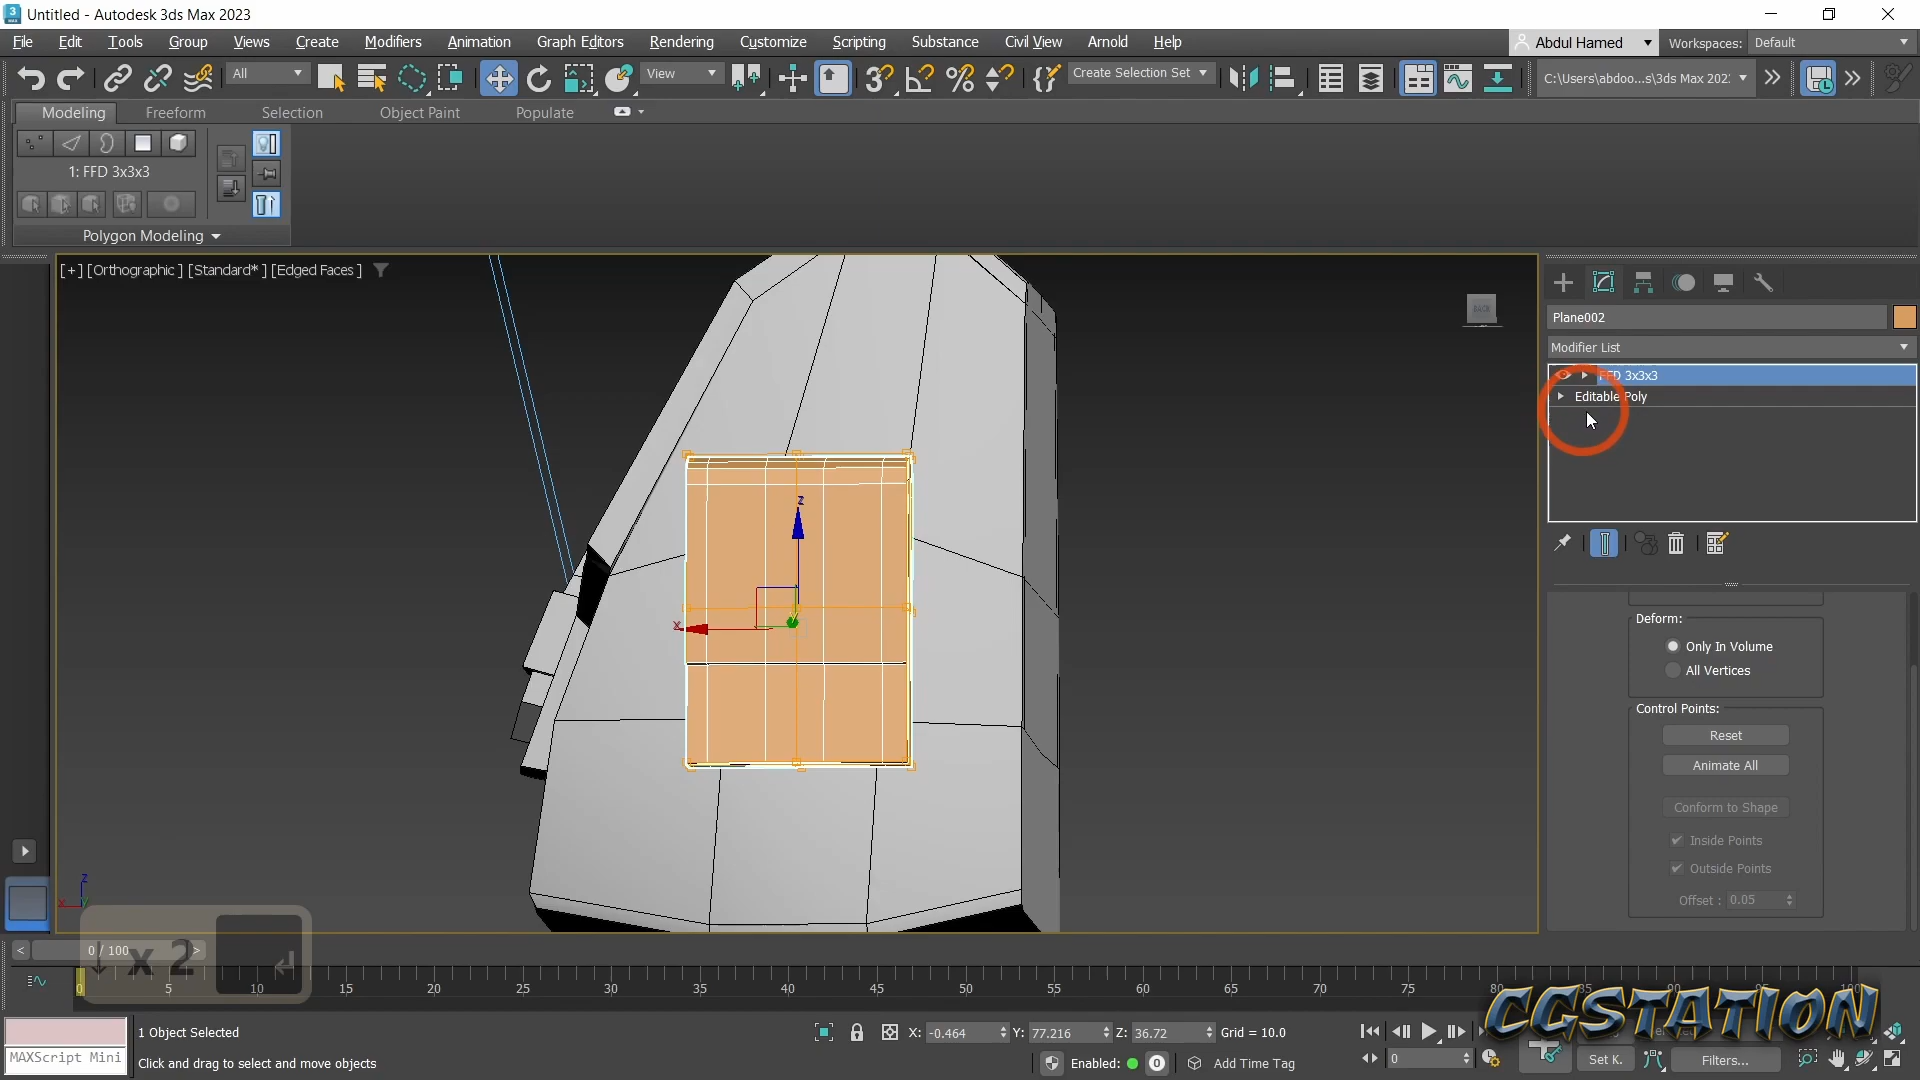 Untitled - Autodesk 3ds Max 2023
File Edit Tools Group Views Create Modifiers Animation Graph Editors Rendering Customize Scripting Substance Civil View Arnold Help
Abdul Hamed Workspaces: Default
All View Create Selection Set C:\Users\abdoo...s\3ds Max 202:
Modeling Freeform Selection Object Paint Populate
1: FFD 3x3x3
Polygon Modeling
[+] [Orthographic ] [Standard* ] [Edged Faces ]
Plane002
Modifier List
FFD 3x3x3
Editable Poly
z
x
Deform:
Only In Volume
All Vertices
Control Points:
Reset
Animate All
Conform to Shape
Inside Points
Outside Points
Offset : 0.05
z
x
x 2
< 0 / 100 >
0 5 10 15 20 25 30 35 40 45 50 55 60 65 70 75 80 100
CGSTATION
1 Object Selected X: -0.464 Y: 77.216 Z: 36.72 Grid = 10.0
MAXScript Mini Click and drag to select and move objects Enabled: 0 Add Time Tag 0 Set K. Filters...